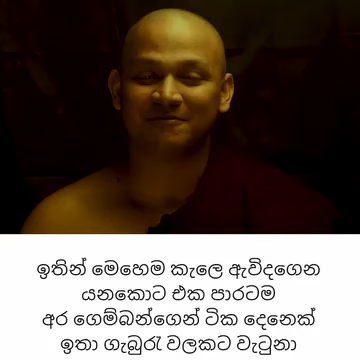 ඉතින් මෙහෙම කැලෙ ඇවිදගෙන
යනකොට එක පාරටම
අර ගෙම්බන්ගෙන් ටික දෙනෙක්
ඉතා ගැබුරු වලකට වැටුනා